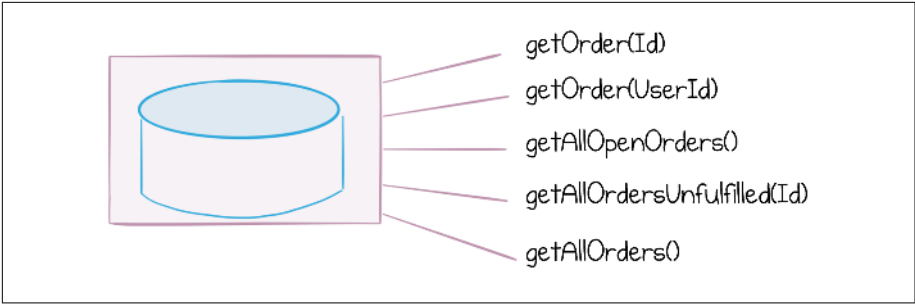 getOrder(Id)
getOrder(UserId)
getAllOpenOrders()
getAllOrdersUnfulfilled(Id)
getAllOrders()